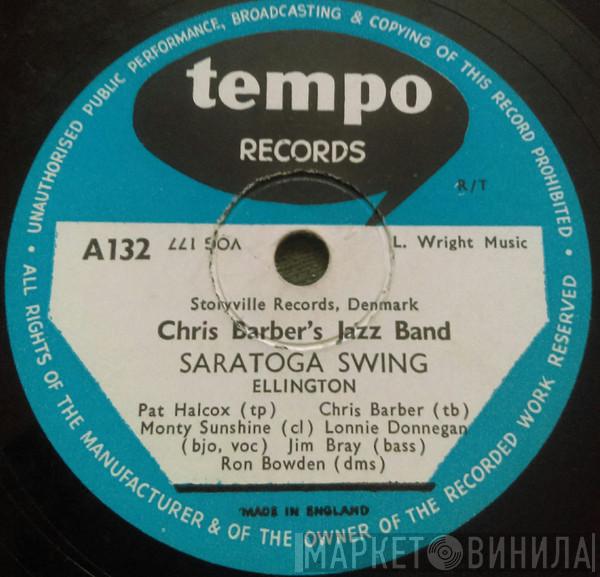 UNAUTHORISED PUBLIC PERFORMANCE, BROADCASTING & COPYING OF THIS RECORD PROHIBITED
• ALL RIGHTS OF THE MANUFACTURER & OF THE OWNER OF THE RECORDED WORK RESERVED •
tempo
RECORDS
R/T
A132 VOG 177 L. Wright Music
Storyville Records, Denmark
Chris Barber's Jazz Band
SARATOGA SWING
ELLINGTON
Pat Halcox (tp) Chris Barber (tb)
Monty Sunshine (cl) Lonnie Donnegan
(bjo, voc) Jim Bray (bass)
Ron Bowden (dms)
MADE IN ENGLAND
МАРКЕТ ВИНИЛА